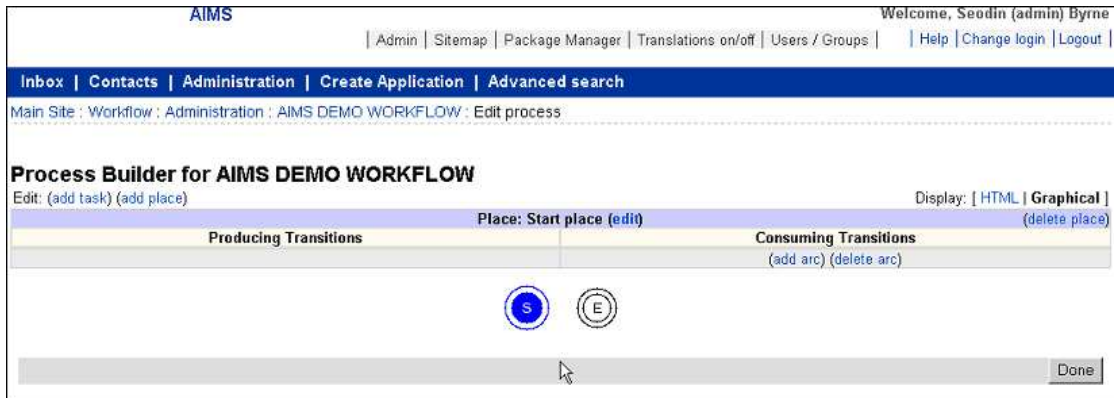 AIMS
Welcome, Seodin (admin) Byrne
| Admin | Sitemap | Package Manager | Translations on/off | Users / Groups | | Help | Change login | Logout |
Inbox | Contacts | Administration | Create Application | Advanced search
Main Site : Workflow : Administration : AIMS DEMO WORKFLOW : Edit process
Process Builder for AIMS DEMO WORKFLOW
Edit: (add task) (add place) Display: [ HTML | Graphical ]
Place: Start place (edit) (delete place)
Producing Transitions Consuming Transitions
(add arc) (delete arc)
S E
Done